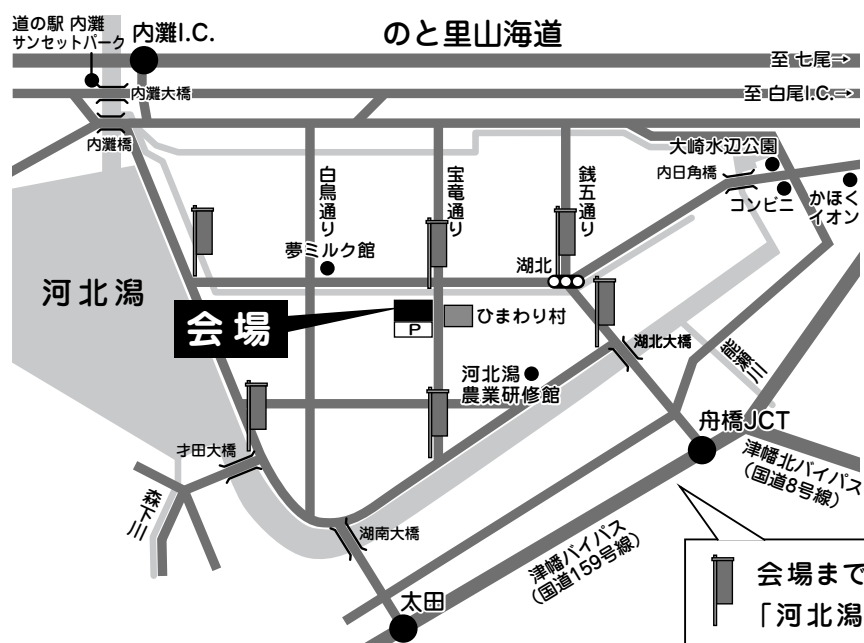 道の駅 内灘
サンセットパーク
内灘I.C.
のと里山海道
至 七尾→
至 白尾I.C.→
内灘大橋
内灘橋
大崎水辺公園
内日角橋
コンビニ
かほく
イオン
白鳥通り
宝竜通り
銭五通り
夢ミルク館
湖北
河北潟
会場
P
ひまわり村
湖北大橋
能瀬川
河北潟
農業研修館
舟橋JCT
津幡北バイパス
(国道8号線)
才田大橋
森下川
湖南大橋
津幡バイパス
(国道159号線)
太田
会場まで
「河北潟